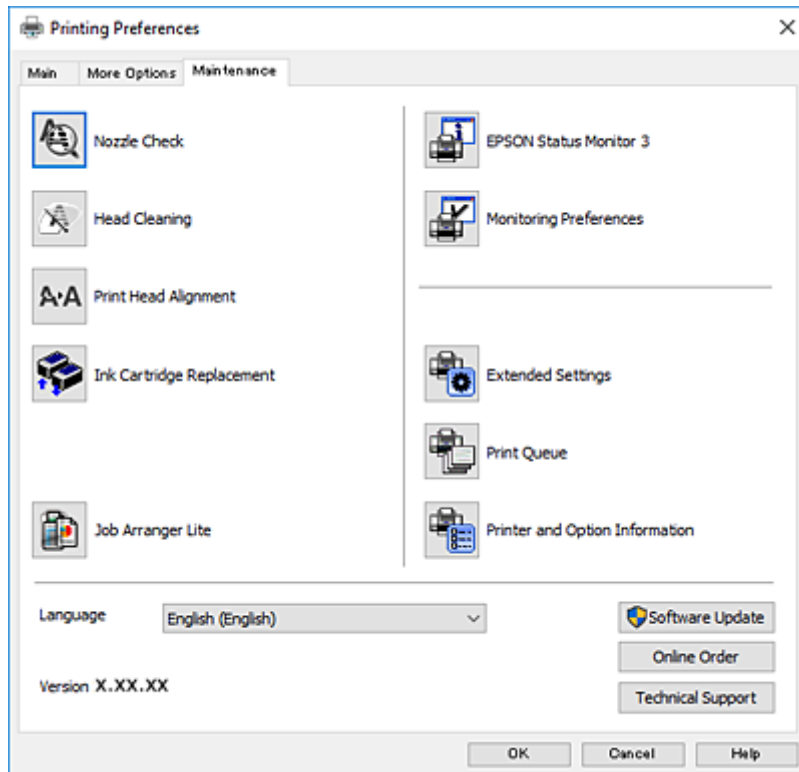 Printing Preferences
Main
More Options
Maintenance
Nozzle Check
Head Cleaning
A·A Print Head Alignment
Ink Cartridge Replacement
Job Arranger Lite
EPSON Status Monitor 3
Monitoring Preferences
Extended Settings
Print Queue
Printer and Option Information
Language
English (English)
Version X.XX.XX
Software Update
Online Order
Technical Support
OK
Cancel
Help